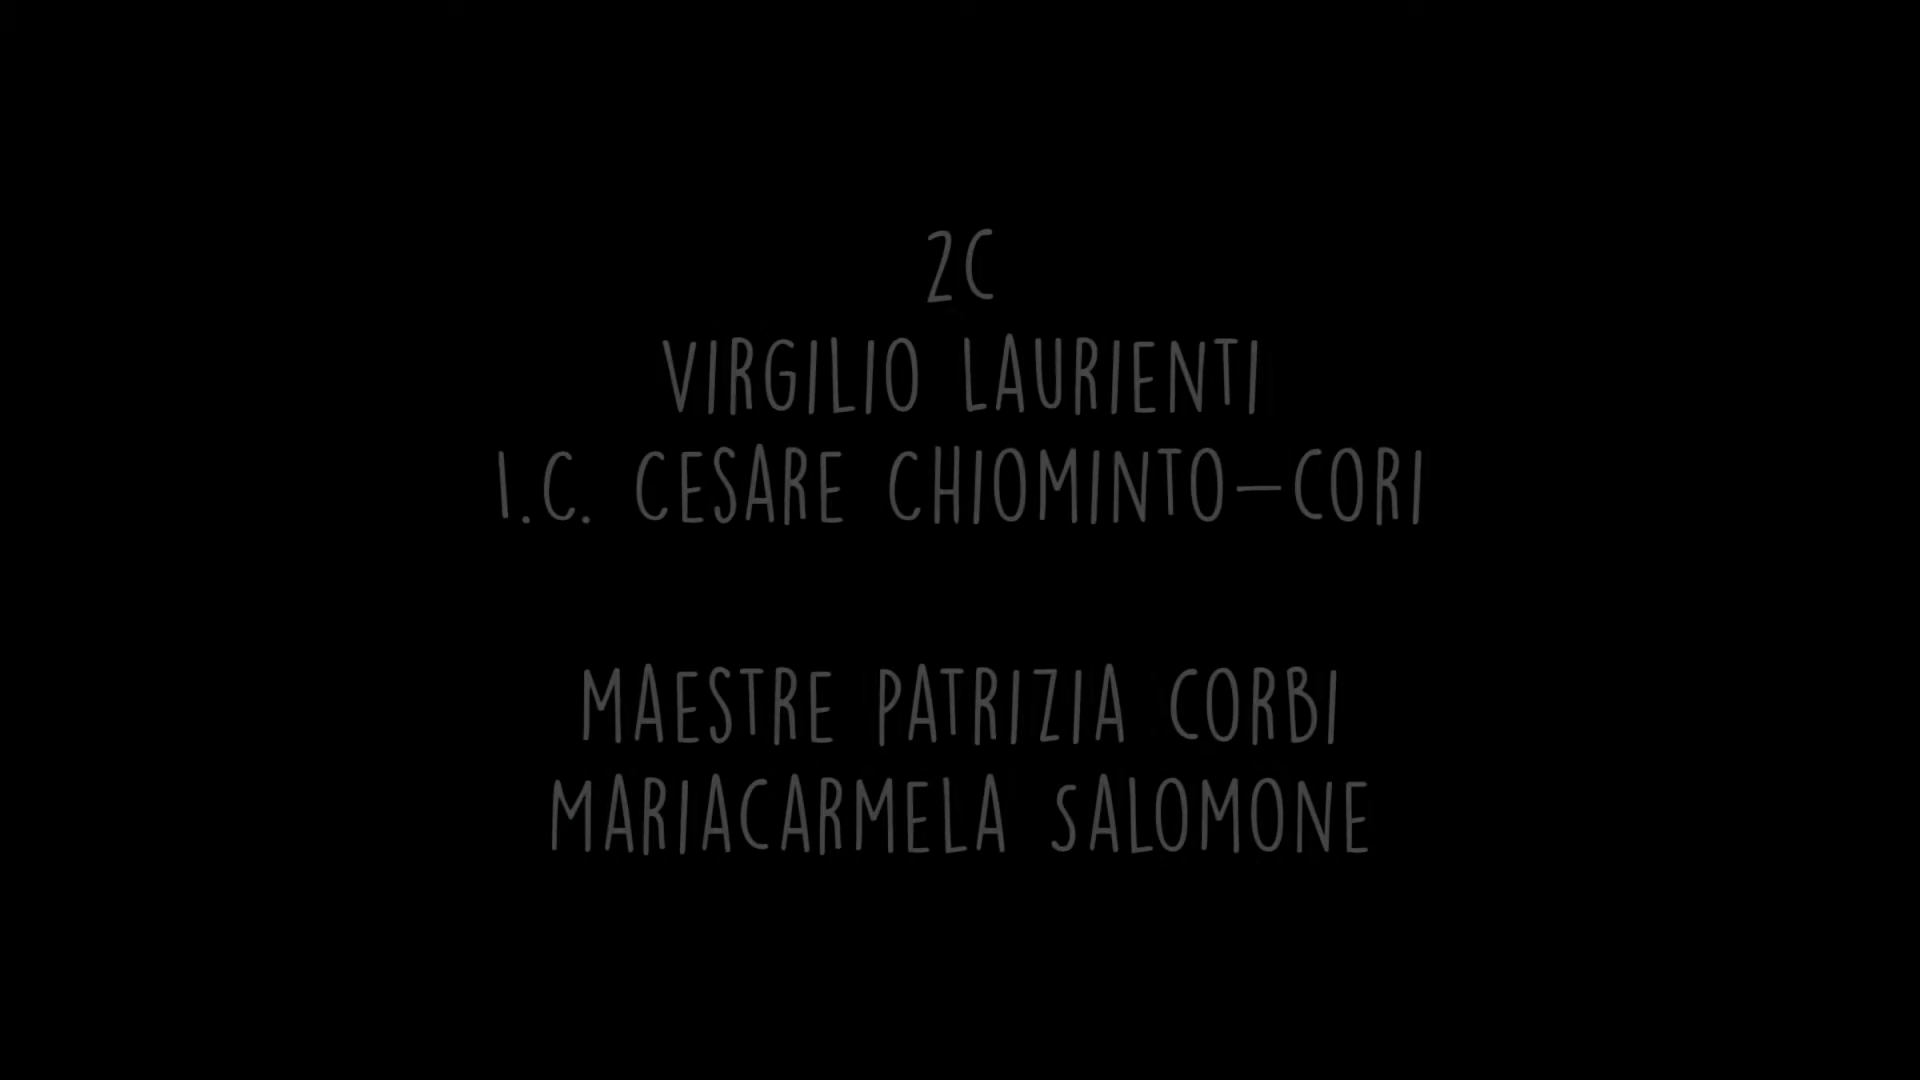 2C
VIRGILIO LAURIENTI
I.C. CESARE CHIOMINTO-CORI
MAESTRE PATRIZIA CORBI
MARIACARMELA SALOMONE